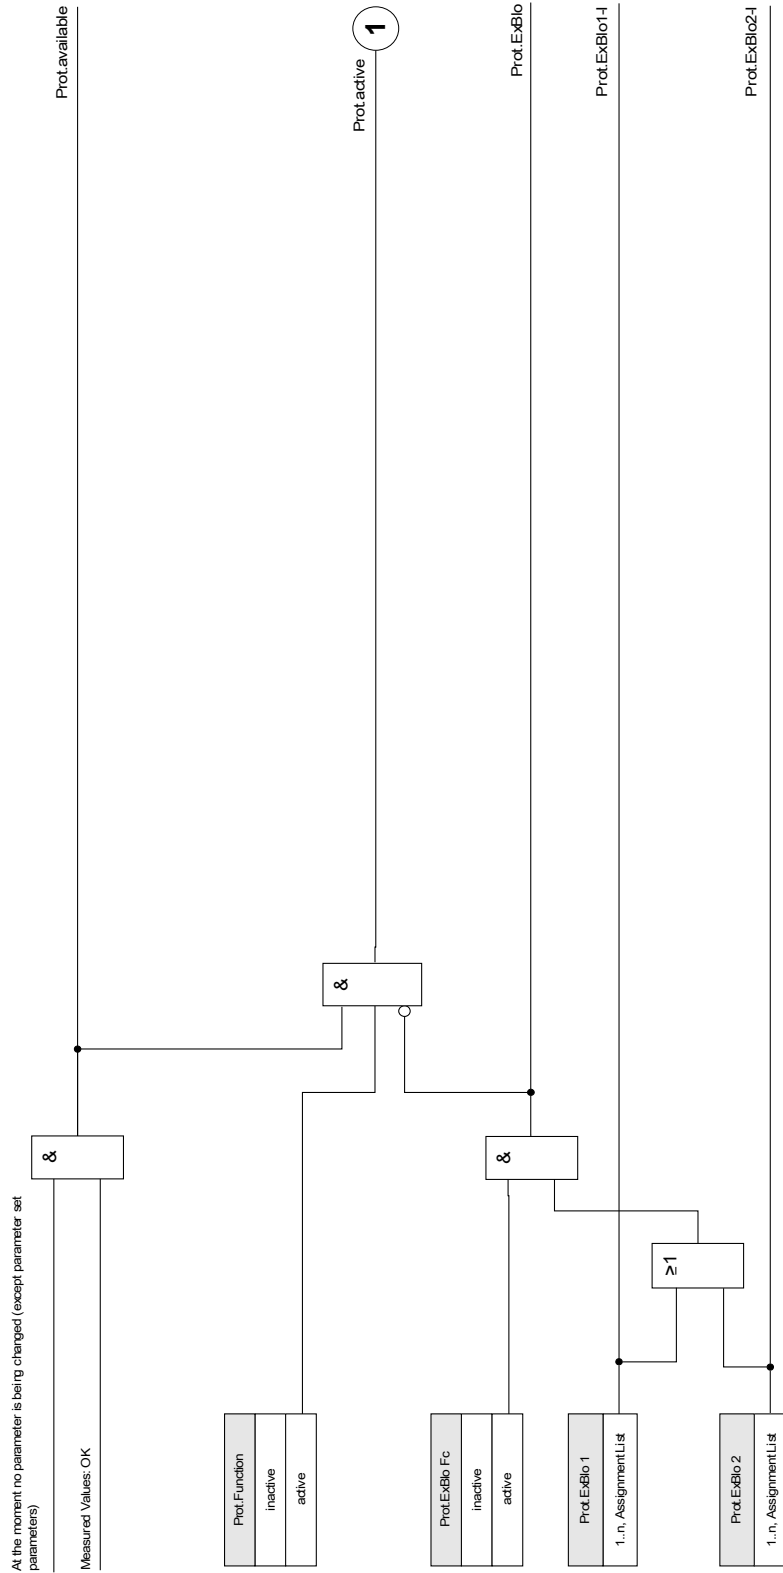 At the moment no parameter is being changed (except parameter set
parameters)
Measured Values: OK
&
Prot.available
Prot.Function
inactive
active
&
Prot.active
1
Prot.ExBlo Fc
inactive
active
&
Prot.ExBlo
Prot.ExBlo 1
1..n, Assignment List
≥1
Prot.ExBlo1-I
Prot.ExBlo 2
1..n, Assignment List
Prot.ExBlo2-I